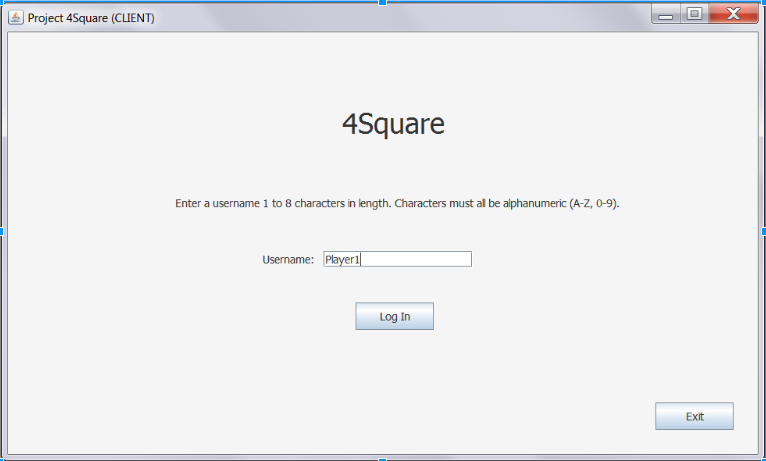 Project 4Square (CLIENT)
4Square
Enter a username 1 to 8 characters in length. Characters must all be alphanumeric (A-Z, 0-9).
Username: Player1
Log In
Exit